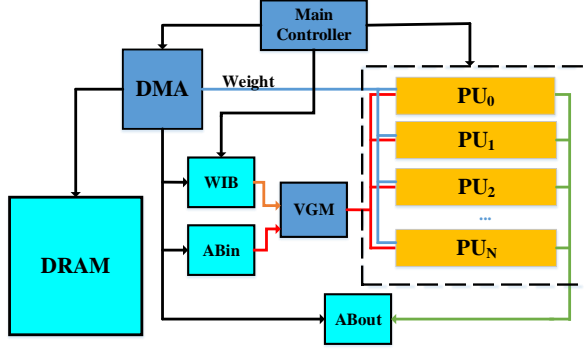 Main
Controller
DMA
Weight
PU0
PU1
WIB
VGM
PU2
...
ABin
PUN
DRAM
ABout